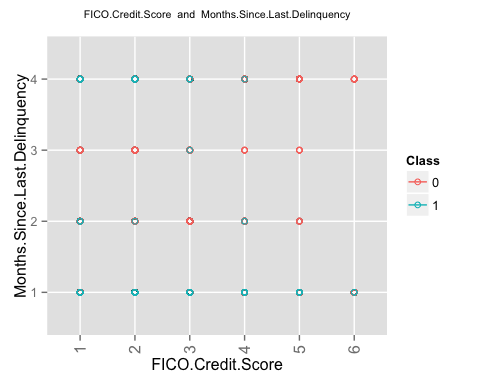 FICO.Credit.Score and Months.Since.Last.Delinquency
Months.Since.Last.Delinquency
4
3
2
1
1 2 3 4 5 6
FICO.Credit.Score
Class
0
1